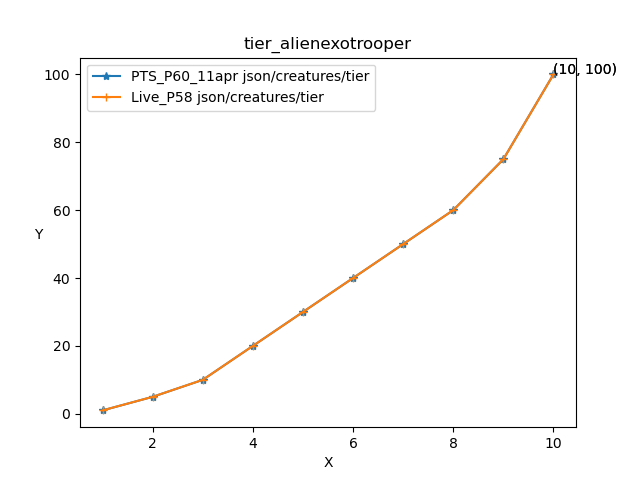 tier_alienexotrooper
PTS_P60_11apr json/creatures/tier
Live_P58 json/creatures/tier
(10, 100)
100
80
60
40
20
0
Y
2 4 6 8 10
X